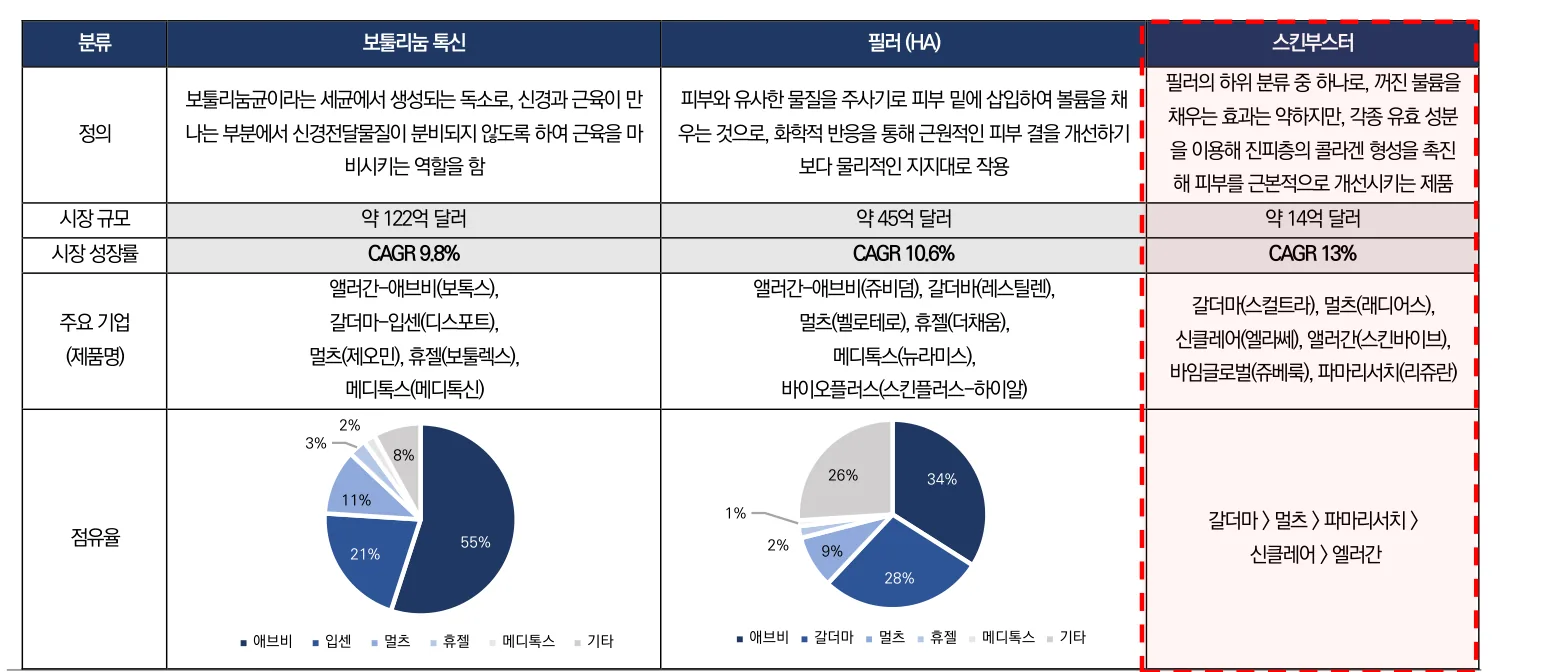 분류
보툴리눔 톡신
필러 (HA)
스킨부스터
정의
보툴리눔균이라는 세균에서 생성되는 독소로, 신경과 근육이 만
나는 부분에서 신경전달물질이 분비되지 않도록 하여 근육을 마
비시키는 역할을 함
피부와 유사한 물질을 주사기로 피부 밑에 삽입하여 볼륨을 채
우는 것으로, 화학적 반응을 통해 근원적인 피부 결을 개선하기
보다 물리적인 지지대로 작용
필러의 하위 분류 중 하나로, 꺼진 불륨을
채우는 효과는 약하지만, 각종 유효 성분
을 이용해 진피층의 콜라겐 형성을 촉진
해 피부를 근본적으로 개선시키는 제품
시장 규모
약 122억 달러
약 45억 달러
약 14억 달러
시장 성장률
CAGR 9.8%
CAGR 10.6%
CAGR 13%
주요 기업
(제품명)
앨러간-애브비(보톡스),
갈더마-입센(디스포트),
멀츠(제오민), 휴젤(보툴렉스),
메디톡스(메디톡신)
앨러간-애브비(쥬비덤), 갈더바(레스틸렌),
멀츠(벨로테로), 휴젤(더채움),
메디톡스(뉴라미스),
바이오플러스(스킨플러스-하이알)
갈더마(스컬트라), 멀츠(래디어스),
신클레어(엘라쎄), 앨러간(스킨바이브),
바임글로벌(쥬베룩), 파마리서치(리쥬란)
점유율
2%
3%
8%
11%
21%
55%
애브비 입센 멀츠 휴젤 메디톡스 기타
26%
34%
1%
2%
9%
28%
애브비 갈더마 멀츠 휴젤 메디톡스 기타
갈더마 > 멀츠 > 파마리서치 >
신클레어 > 엘러간